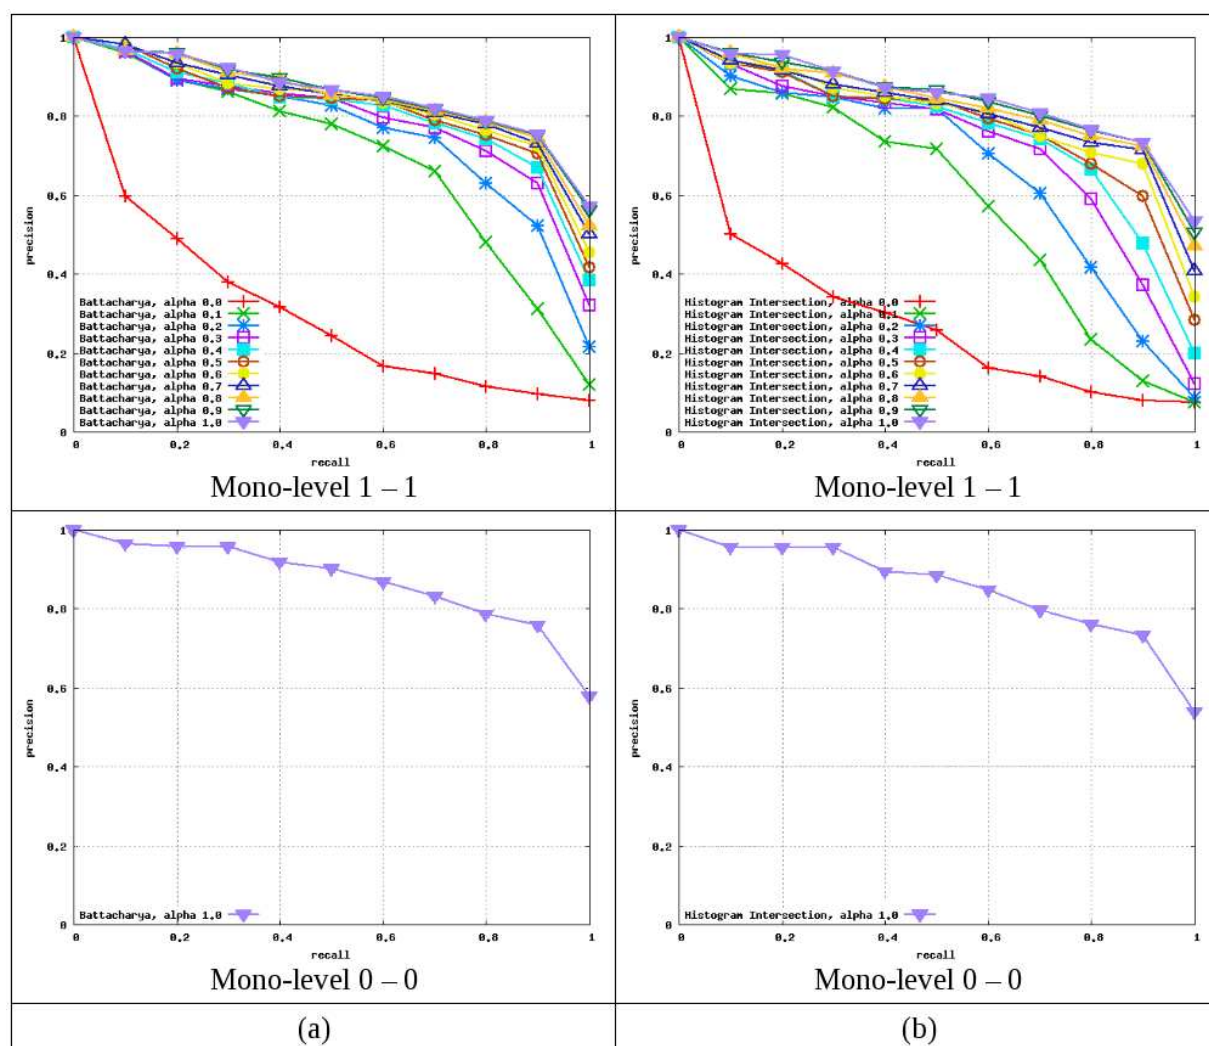 1
0.8
0.6
0.4
0.2
0
precision
Battacharya, alpha 0.0
Battacharya, alpha 0.1
Battacharya, alpha 0.2
Battacharya, alpha 0.3
Battacharya, alpha 0.4
Battacharya, alpha 0.5
Battacharya, alpha 0.6
Battacharya, alpha 0.7
Battacharya, alpha 0.8
Battacharya, alpha 0.9
Battacharya, alpha 1.0
0 0.2 0.4 0.6 0.8 1
recall
Mono-level 1 – 1
1
0.8
0.6
0.4
0.2
0
precision
Histogram Intersection, alpha 0.0
Histogram Intersection, alpha 0.1
Histogram Intersection, alpha 0.2
Histogram Intersection, alpha 0.3
Histogram Intersection, alpha 0.4
Histogram Intersection, alpha 0.5
Histogram Intersection, alpha 0.6
Histogram Intersection, alpha 0.7
Histogram Intersection, alpha 0.8
Histogram Intersection, alpha 0.9
Histogram Intersection, alpha 1.0
0 0.2 0.4 0.6 0.8 1
recall
Mono-level 1 – 1
1
0.8
0.6
0.4
0.2
0
precision
Battacharya, alpha 1.0
0 0.2 0.4 0.6 0.8 1
recall
Mono-level 0 – 0
1
0.8
0.6
0.4
0.2
0
precision
Histogram Intersection, alpha 1.0
0 0.2 0.4 0.6 0.8 1
recall
Mono-level 0 – 0
(a)
(b)